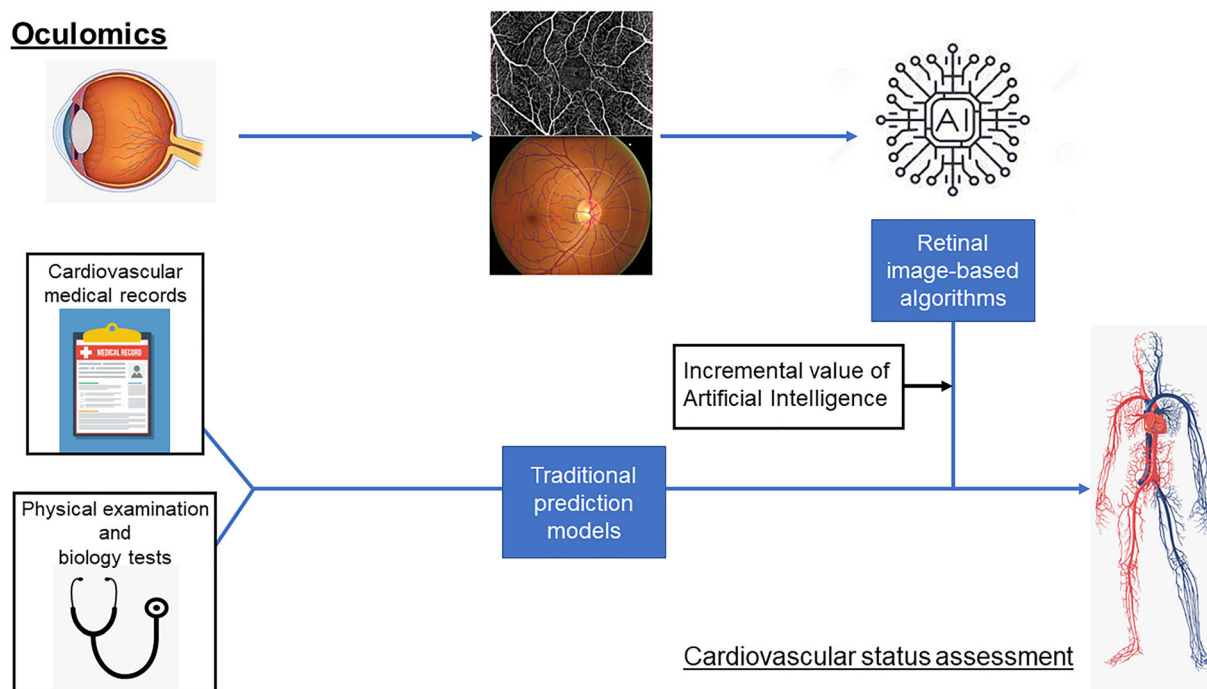 Oculomics
AI
Retinal
image-based
algorithms
Cardiovascular
medical records
MEDICAL RECORD
Incremental value of
Artificial Intelligence
Traditional
prediction
models
Physical examination
and
biology tests
Cardiovascular status assessment